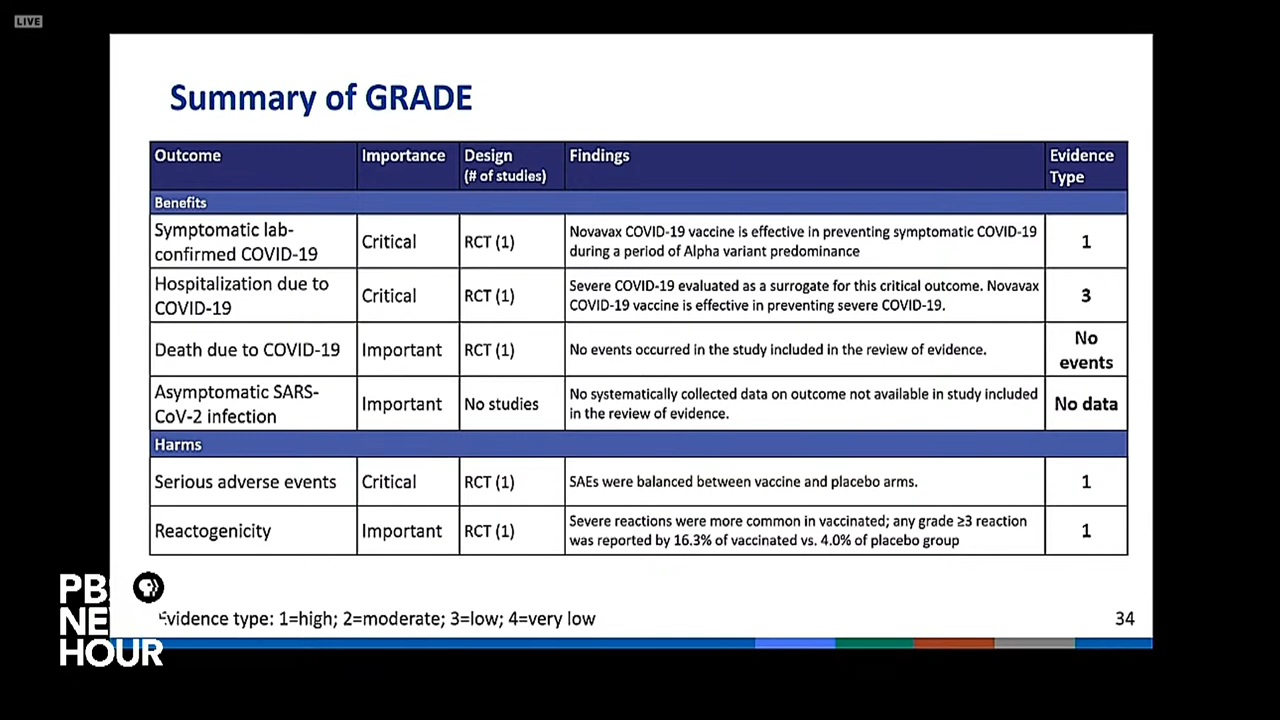 LIVE
Summary of GRADE
Outcome
Importance
Design
(# of studies)
Findings
Evidence
Type
Benefits
Symptomatic lab-
confirmed COVID-19
Critical
RCT (1)
Novavax COVID-19 vaccine is effective in preventing symptomatic COVID-19
during a period of Alpha variant predominance
1
Hospitalization due to
COVID-19
Critical
RCT (1)
Severe COVID-19 evaluated as a surrogate for this critical outcome. Novavax
COVID-19 vaccine is effective in preventing severe COVID-19.
3
Death due to COVID-19
Important
RCT (1)
No events occurred in the study included in the review of evidence.
No
events
Asymptomatic SARS-
CoV-2 infection
Important
No studies
No systematically collected data on outcome not available in study included
in the review of evidence.
No data
Harms
Serious adverse events
Critical
RCT (1)
SAEs were balanced between vaccine and placebo arms.
1
Reactogenicity
Important
RCT (1)
Severe reactions were more common in vaccinated; any grade ≥3 reaction
was reported by 16.3% of vaccinated vs. 4.0% of placebo group
1
Evidence type: 1=high; 2=moderate; 3=low; 4=very low
34
PB
NE
HOUR